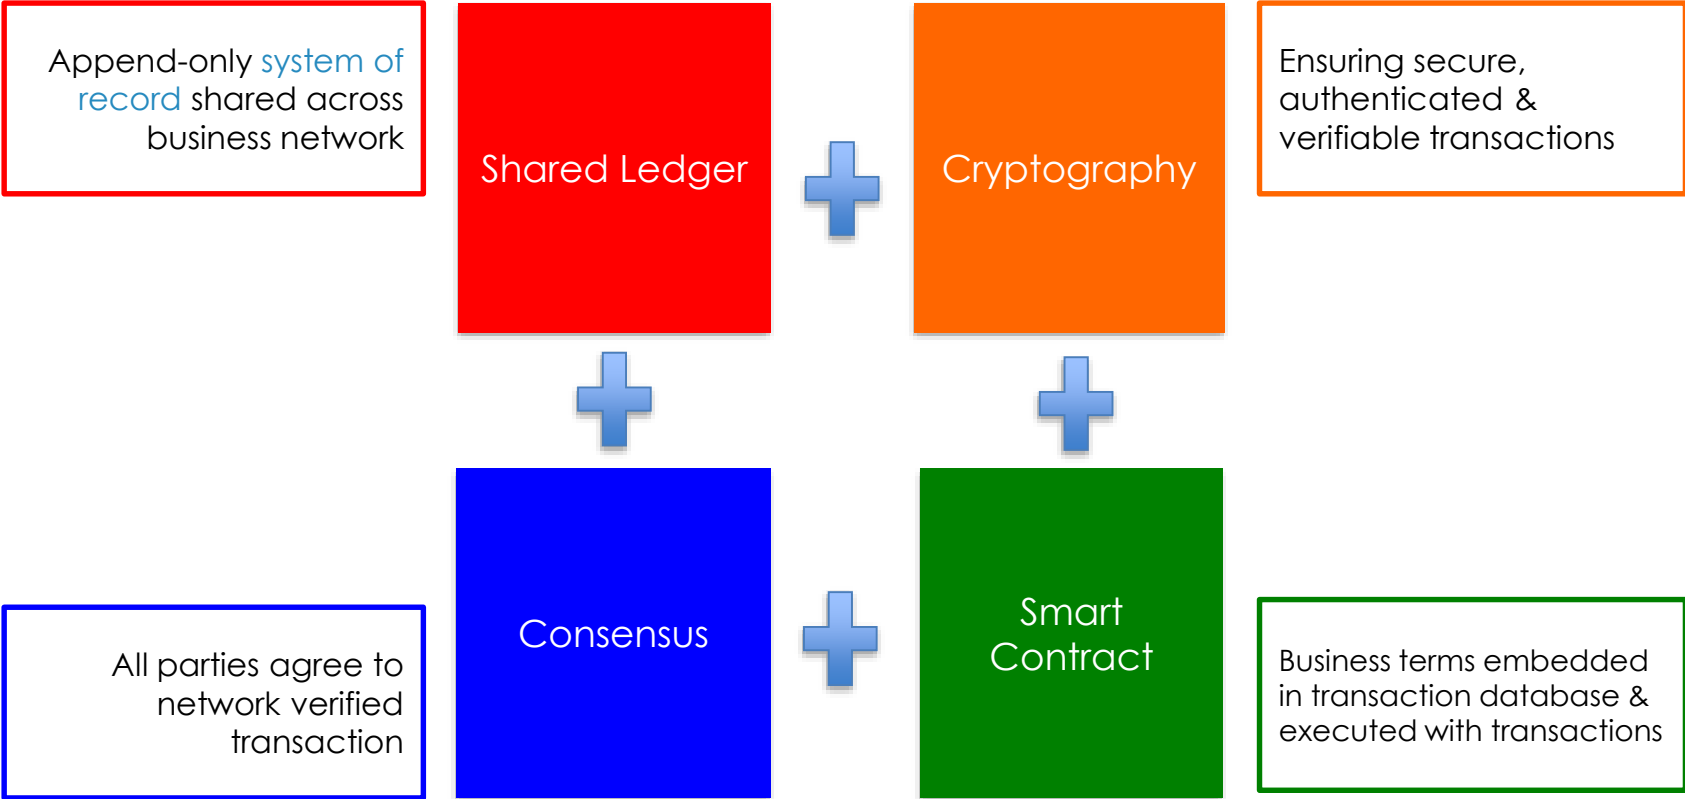 Append-only system of
record shared across
business network
Shared Ledger
Cryptography
Ensuring secure,
authenticated &
verifiable transactions
All parties agree to
network verified
transaction
Consensus
Smart
Contract
Business terms embedded
in transaction database &
executed with transactions